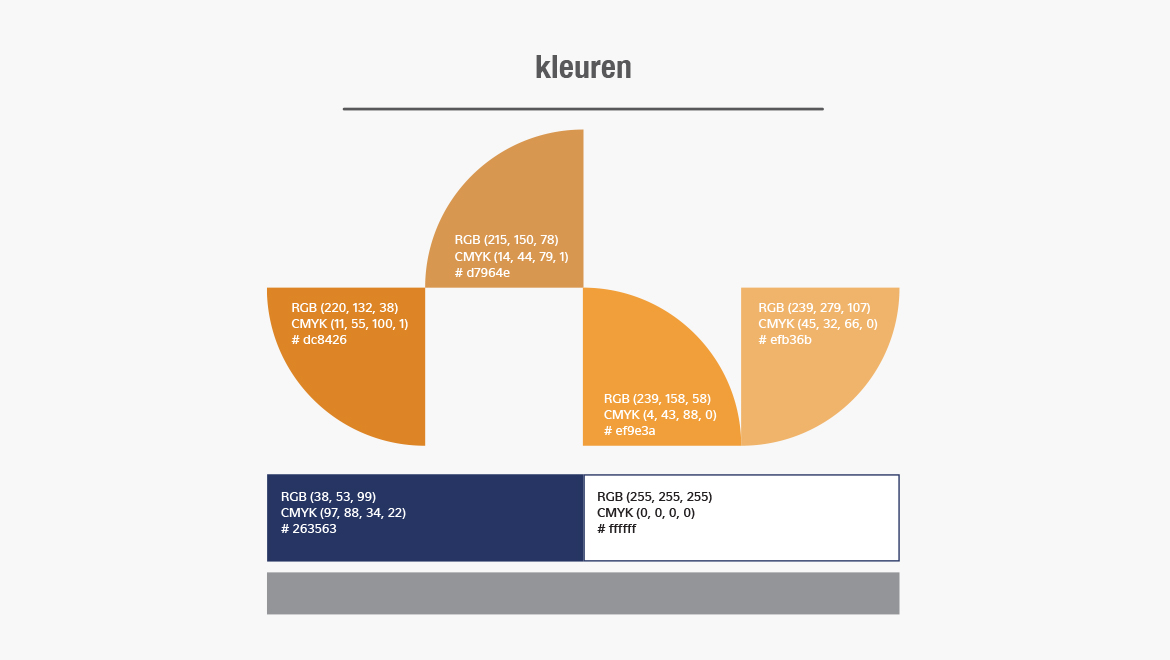 kleuren
RGB (215, 150, 78)
CMYK (14, 44, 79, 1)
# d7964e
RGB (220, 132, 38)
CMYK (11, 55, 100, 1)
# dc8426
RGB (239, 279, 107)
CMYK (45, 32, 66, 0)
# efb36b
RGB (239, 158, 58)
CMYK (4, 43, 88, 0)
# ef9e3a
RGB (38, 53, 99)
CMYK (97, 88, 34, 22)
# 263563
RGB (255, 255, 255)
CMYK (0, 0, 0, 0)
# ffffff